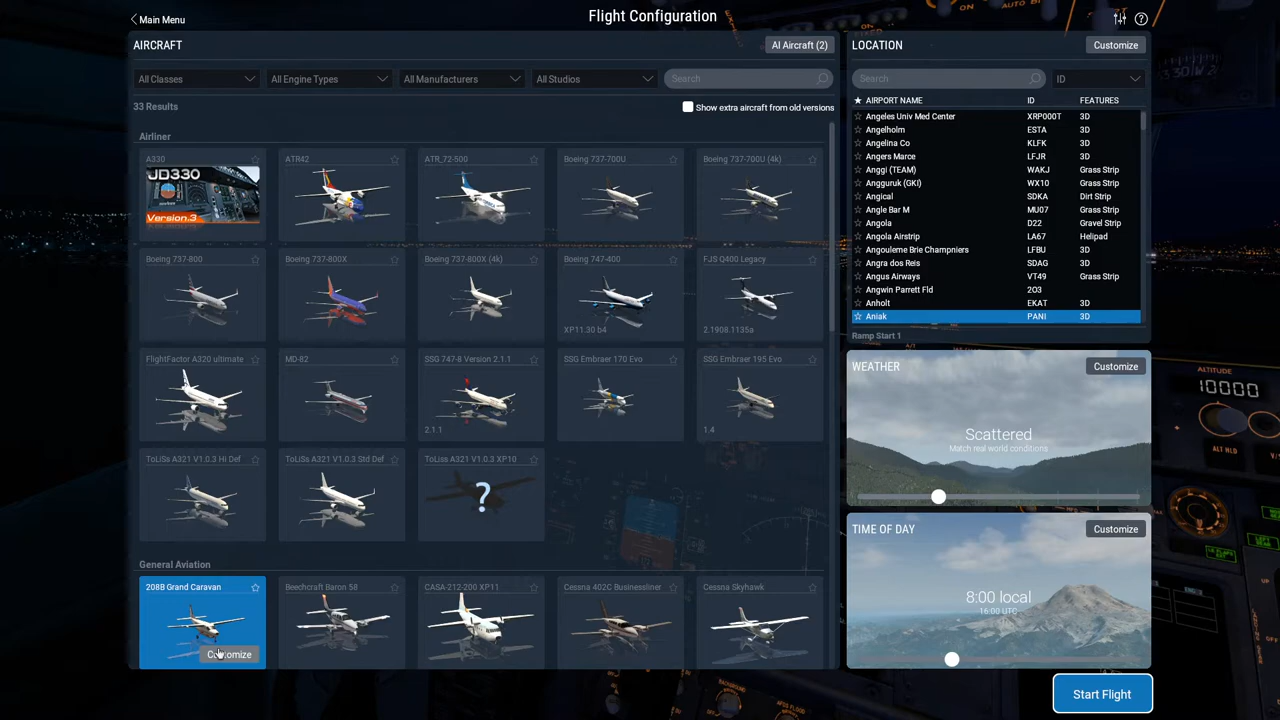 Main Menu
Flight Configuration
AIRCRAFT
AI Aircraft (2)
All Classes
All Engine Types
All Manufacturers
All Studios
Search
33 Results
Show extra aircraft from old versions
Airliner
A330
ATR42
ATR_72-500
Boeing 737-700U
Boeing 737-700U (4k)
JD330
Version.3
Boeing 737-800
Boeing 737-800X
Boeing 737-800X (4k)
Boeing 747-400
FJS Q400 Legacy
XP11.30 b4
2.1908.1135a
FlightFactor A320 ultimate
MD-82
SSG 747-8 Version 2.1.1
SSG Embraer 170 Evo
SSG Embraer 195 Evo
2.1.1
1.4
ToLiSs A321 V1.0.3 Hi Def
ToLiSs A321 V1.0.3 Std Def
ToLiss A321 V1.0.3 XP10
?
General Aviation
208B Grand Caravan
Beechcraft Baron 58
CASA-212-200 XP11
Cessna 402C Businessliner
Cessna Skyhawk
Customize
LOCATION
Customize
Search
ID
AIRPORT NAME ID FEATURES
Angeles Univ Med Center XRP000T 3D
Angelholm ESTA 3D
Angelina Co KLFK 3D
Angers Marce LFJR 3D
Anggi (TEAM) WAKJ Grass Strip
Angguruk (GKI) WX10 Grass Strip
Angical SDKA Dirt Strip
Angle Bar M MU07 Grass Strip
Angola D22 Gravel Strip
Angola Airstrip LA67 Helipad
Angouleme Brie Champniers LFBU 3D
Angra dos Reis SDAG 3D
Angus Airways VT49 Grass Strip
Angwin Parrett Fld 2O3
Anholt EKAT 3D
Aniak PANI 3D
Ramp Start 1
WEATHER
Customize
Scattered
Match real world conditions
TIME OF DAY
Customize
8:00 local
16:00 UTC
Start Flight
ALTITUDE
10000
ALT HLD